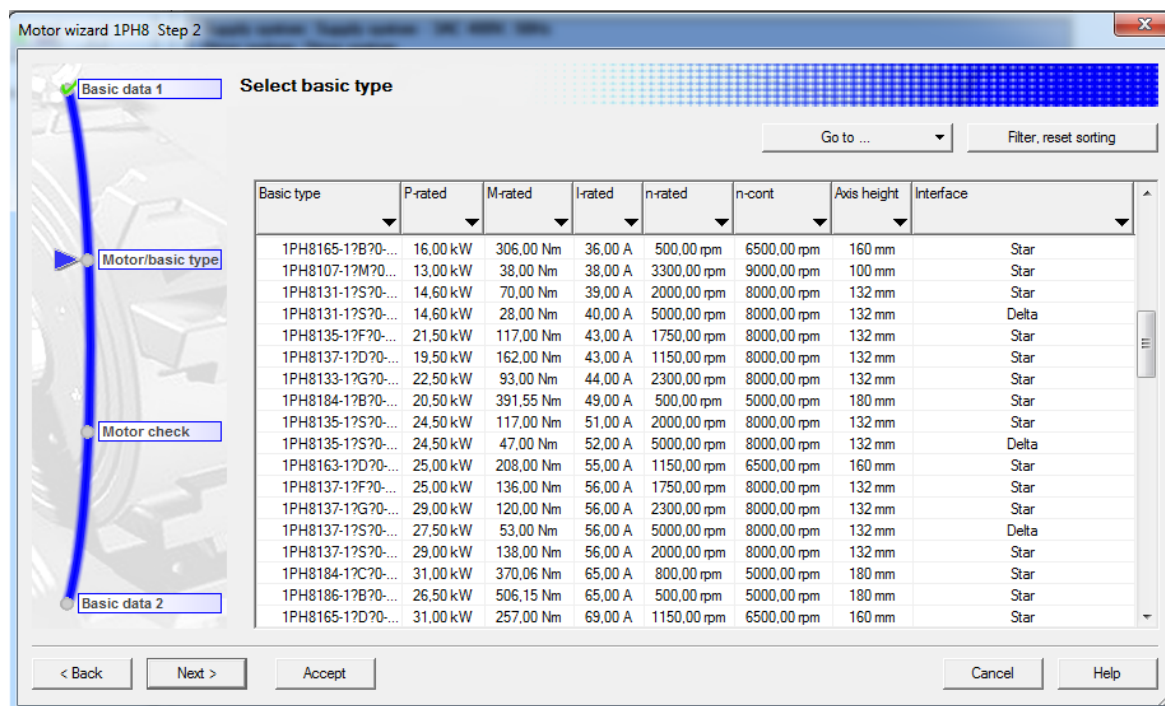 Motor wizard 1PH8 Step 2
Basic data 1
Select basic type
Go to ...
Filter, reset sorting
Basic type P-rated M-rated I-rated n-rated n-cont Axis height Interface
1PH8165-1?B?0-... 16,00 kW 306,00 Nm 36,00 A 500,00 rpm 6500,00 rpm 160 mm Star
1PH8107-1?M?0... 13,00 kW 38,00 Nm 38,00 A 3300,00 rpm 9000,00 rpm 100 mm Star
1PH8131-1?S?0-... 14,60 kW 70,00 Nm 39,00 A 2000,00 rpm 8000,00 rpm 132 mm Star
1PH8131-1?S?0-... 14,60 kW 28,00 Nm 40,00 A 5000,00 rpm 8000,00 rpm 132 mm Delta
1PH8135-1?F?0-... 21,50 kW 117,00 Nm 43,00 A 1750,00 rpm 8000,00 rpm 132 mm Star
1PH8137-1?D?0-... 19,50 kW 162,00 Nm 43,00 A 1150,00 rpm 8000,00 rpm 132 mm Star
1PH8133-1?G?0-... 22,50 kW 93,00 Nm 44,00 A 2300,00 rpm 8000,00 rpm 132 mm Star
1PH8184-1?B?0-... 20,50 kW 391,55 Nm 49,00 A 500,00 rpm 5000,00 rpm 180 mm Star
1PH8135-1?S?0-... 24,50 kW 117,00 Nm 51,00 A 2000,00 rpm 8000,00 rpm 132 mm Star
1PH8135-1?S?0-... 24,50 kW 47,00 Nm 52,00 A 5000,00 rpm 8000,00 rpm 132 mm Delta
1PH8163-1?D?0-... 25,00 kW 208,00 Nm 55,00 A 1150,00 rpm 6500,00 rpm 160 mm Star
1PH8137-1?F?0-... 25,00 kW 136,00 Nm 56,00 A 1750,00 rpm 8000,00 rpm 132 mm Star
1PH8137-1?G?0-... 29,00 kW 120,00 Nm 56,00 A 2300,00 rpm 8000,00 rpm 132 mm Star
1PH8137-1?S?0-... 27,50 kW 53,00 Nm 56,00 A 5000,00 rpm 8000,00 rpm 132 mm Delta
1PH8137-1?S?0-... 29,00 kW 138,00 Nm 56,00 A 2000,00 rpm 8000,00 rpm 132 mm Star
1PH8184-1?C?0-... 31,00 kW 370,06 Nm 65,00 A 800,00 rpm 5000,00 rpm 180 mm Star
1PH8186-1?B?0-... 26,50 kW 506,15 Nm 65,00 A 500,00 rpm 5000,00 rpm 180 mm Star
1PH8165-1?D?0-... 31,00 kW 257,00 Nm 69,00 A 1150,00 rpm 6500,00 rpm 160 mm Star
Motor/basic type
Motor check
Basic data 2
< Back
Next >
Accept
Cancel
Help